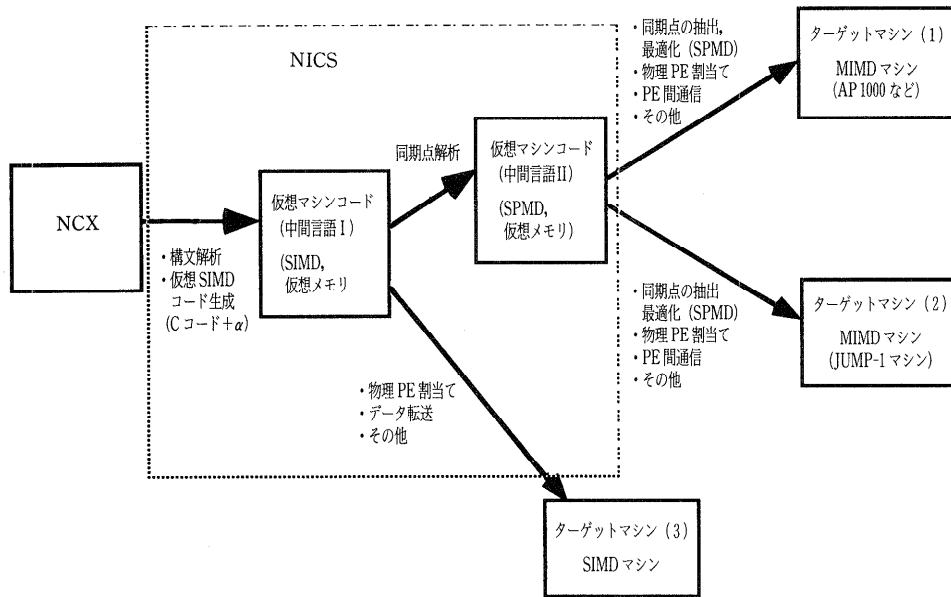 NICS
NCX
・構文解析
・仮想 SIMD
コード生成
(C コード+α)
仮想マシンコード
(中間言語 I )
(SIMD,
仮想メモリ
同期点解析
仮想マシンコード
(中間言語II)
(SPMD,
仮想メモリ)
・同期点の抽出,
最適化 (SPMD)
・物理 PE 割当て
・PE 間通信
・その他
ターゲットマシン (1)
MIMD マシン
(AP 1000 など)
・同期点の抽出
最適化 (SPMD)
・物理 PE 割当て
・PE 間通信
・その他
ターゲットマシン (2)
MIMD マシン
(JUMP-1 マシン)
・物理 PE 割当て
・データ転送
・その他
ターゲットマシン (3)
SIMD マシン